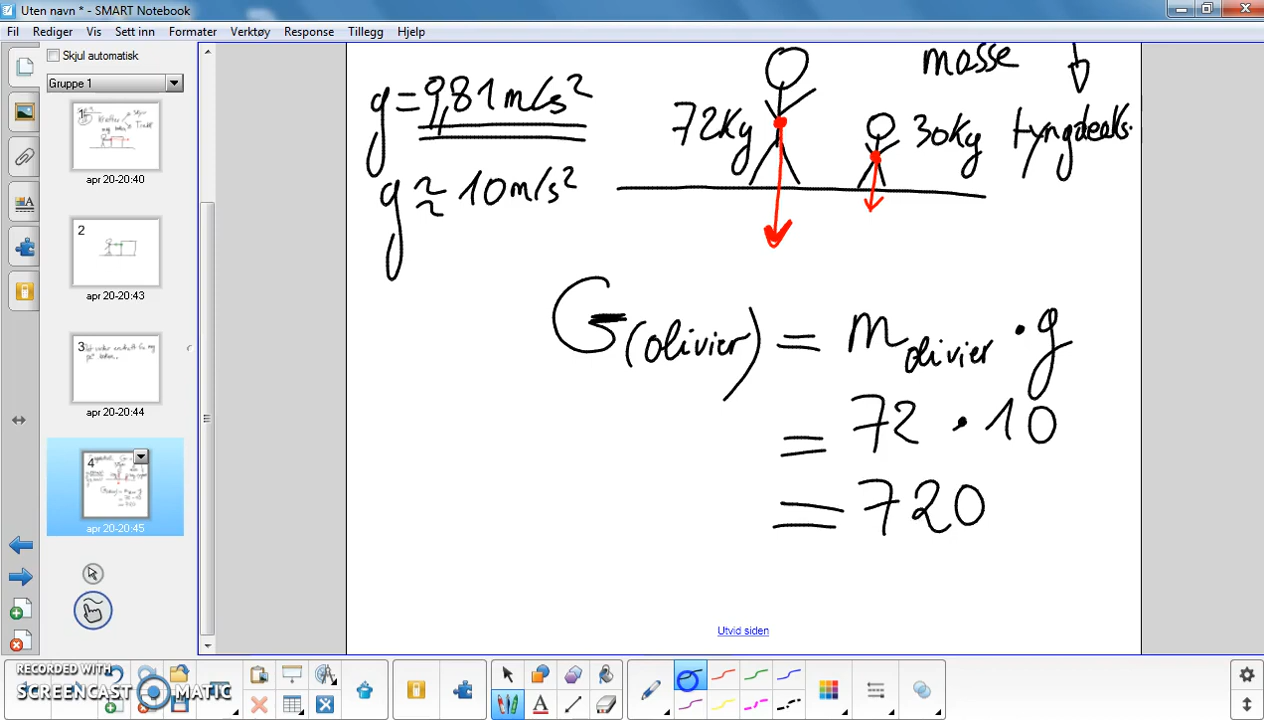 Uten navn * - SMART Notebook
Fil Rediger Vis Sett inn Formater Verktøy Response Tillegg Hjelp
Skjul automatisk
Gruppe 1
1
apr 20-20:40
2
apr 20-20:43
3
apr 20-20:44
4
apr 20-20:45
g = 9,81 m/s²
g ≈ 10 m/s²
masse
72Kg
30Kg
tyngdeaks.
G(olivier) = m olivier · g
= 72 · 10
= 720
Utvid siden
RECORDED WITH
SCREENCAST MATIC
A